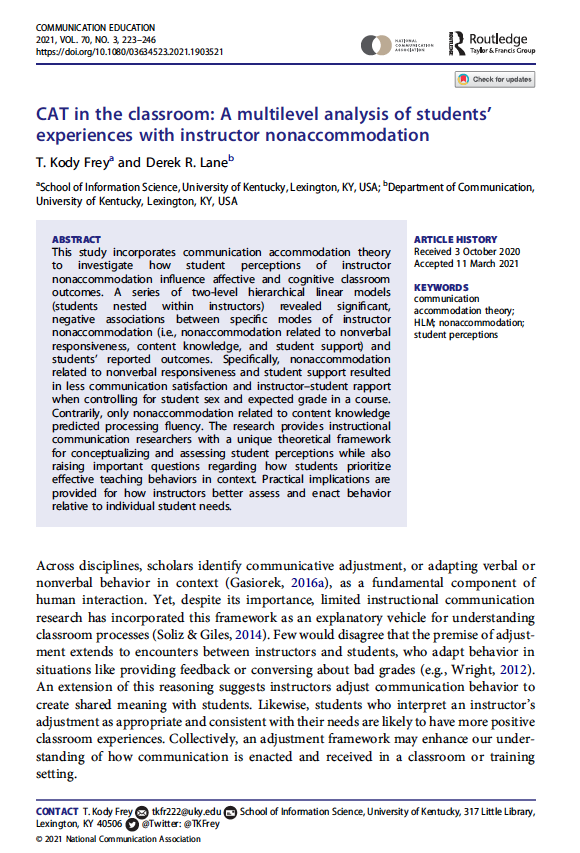 COMMUNICATION EDUCATION
2021, VOL. 70, NO. 3, 223–246
https://doi.org/10.1080/03634523.2021.1903521
NATIONAL
COMMUNICATION
ASSOCIATION
ROUTLEDGE
Routledge
Taylor & Francis Group
Check for updates
CAT in the classroom: A multilevel analysis of students’
experiences with instructor nonaccommodation
T. Kody Freyᵃ and Derek R. Laneᵇ
ᵃSchool of Information Science, University of Kentucky, Lexington, KY, USA; ᵇDepartment of Communication,
University of Kentucky, Lexington, KY, USA
ABSTRACT
This study incorporates communication accommodation theory
to investigate how student perceptions of instructor
nonaccommodation influence affective and cognitive classroom
outcomes. A series of two-level hierarchical linear models
(students nested within instructors) revealed significant,
negative associations between specific modes of instructor
nonaccommodation (i.e., nonaccommodation related to nonverbal
responsiveness, content knowledge, and student support) and
students’ reported outcomes. Specifically, nonaccommodation
related to nonverbal responsiveness and student support resulted
in less communication satisfaction and instructor–student rapport
when controlling for student sex and expected grade in a course.
Contrarily, only nonaccommodation related to content knowledge
predicted processing fluency. The research provides instructional
communication researchers with a unique theoretical framework
for conceptualizing and assessing student perceptions while also
raising important questions regarding how students prioritize
effective teaching behaviors in context. Practical implications are
provided for how instructors better assess and enact behavior
relative to individual student needs.
ARTICLE HISTORY
Received 3 October 2020
Accepted 11 March 2021
KEYWORDS
communication
accommodation theory;
HLM; nonaccommodation;
student perceptions
Across disciplines, scholars identify communicative adjustment, or adapting verbal or
nonverbal behavior in context (Gasiorek, 2016a), as a fundamental component of
human interaction. Yet, despite its importance, limited instructional communication
research has incorporated this framework as an explanatory vehicle for understanding
classroom processes (Soliz & Giles, 2014). Few would disagree that the premise of adjust-
ment extends to encounters between instructors and students, who adapt behavior in
situations like providing feedback or conversing about bad grades (e.g., Wright, 2012).
An extension of this reasoning suggests instructors adjust communication behavior to
create shared meaning with students. Likewise, students who interpret an instructor’s
adjustment as appropriate and consistent with their needs are likely to have more positive
classroom experiences. Collectively, an adjustment framework may enhance our under-
standing of how communication is enacted and received in a classroom or training
setting.
CONTACT T. Kody Frey tkfr222@uky.edu School of Information Science, University of Kentucky, 317 Little Library,
Lexington, KY 40506 @Twitter: @TKFrey
© 2021 National Communication Association